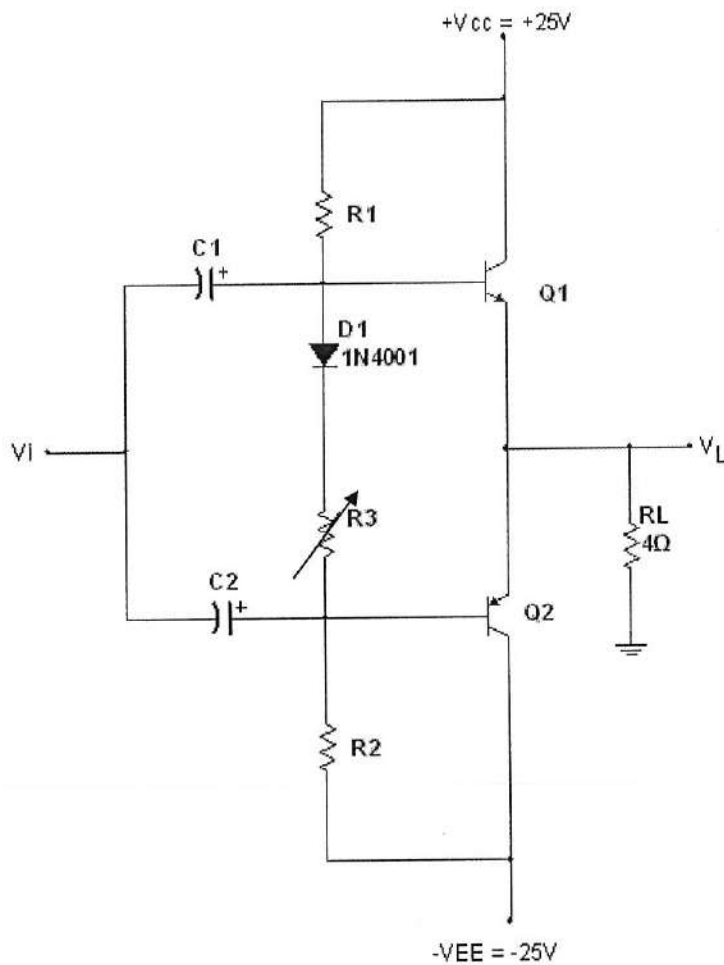 +Vcc = +25V
R1
C1
+
Q1
D1
1N4001
Vi
VL
R3
RL
4Ω
C2
+
Q2
R2
-VEE = -25V